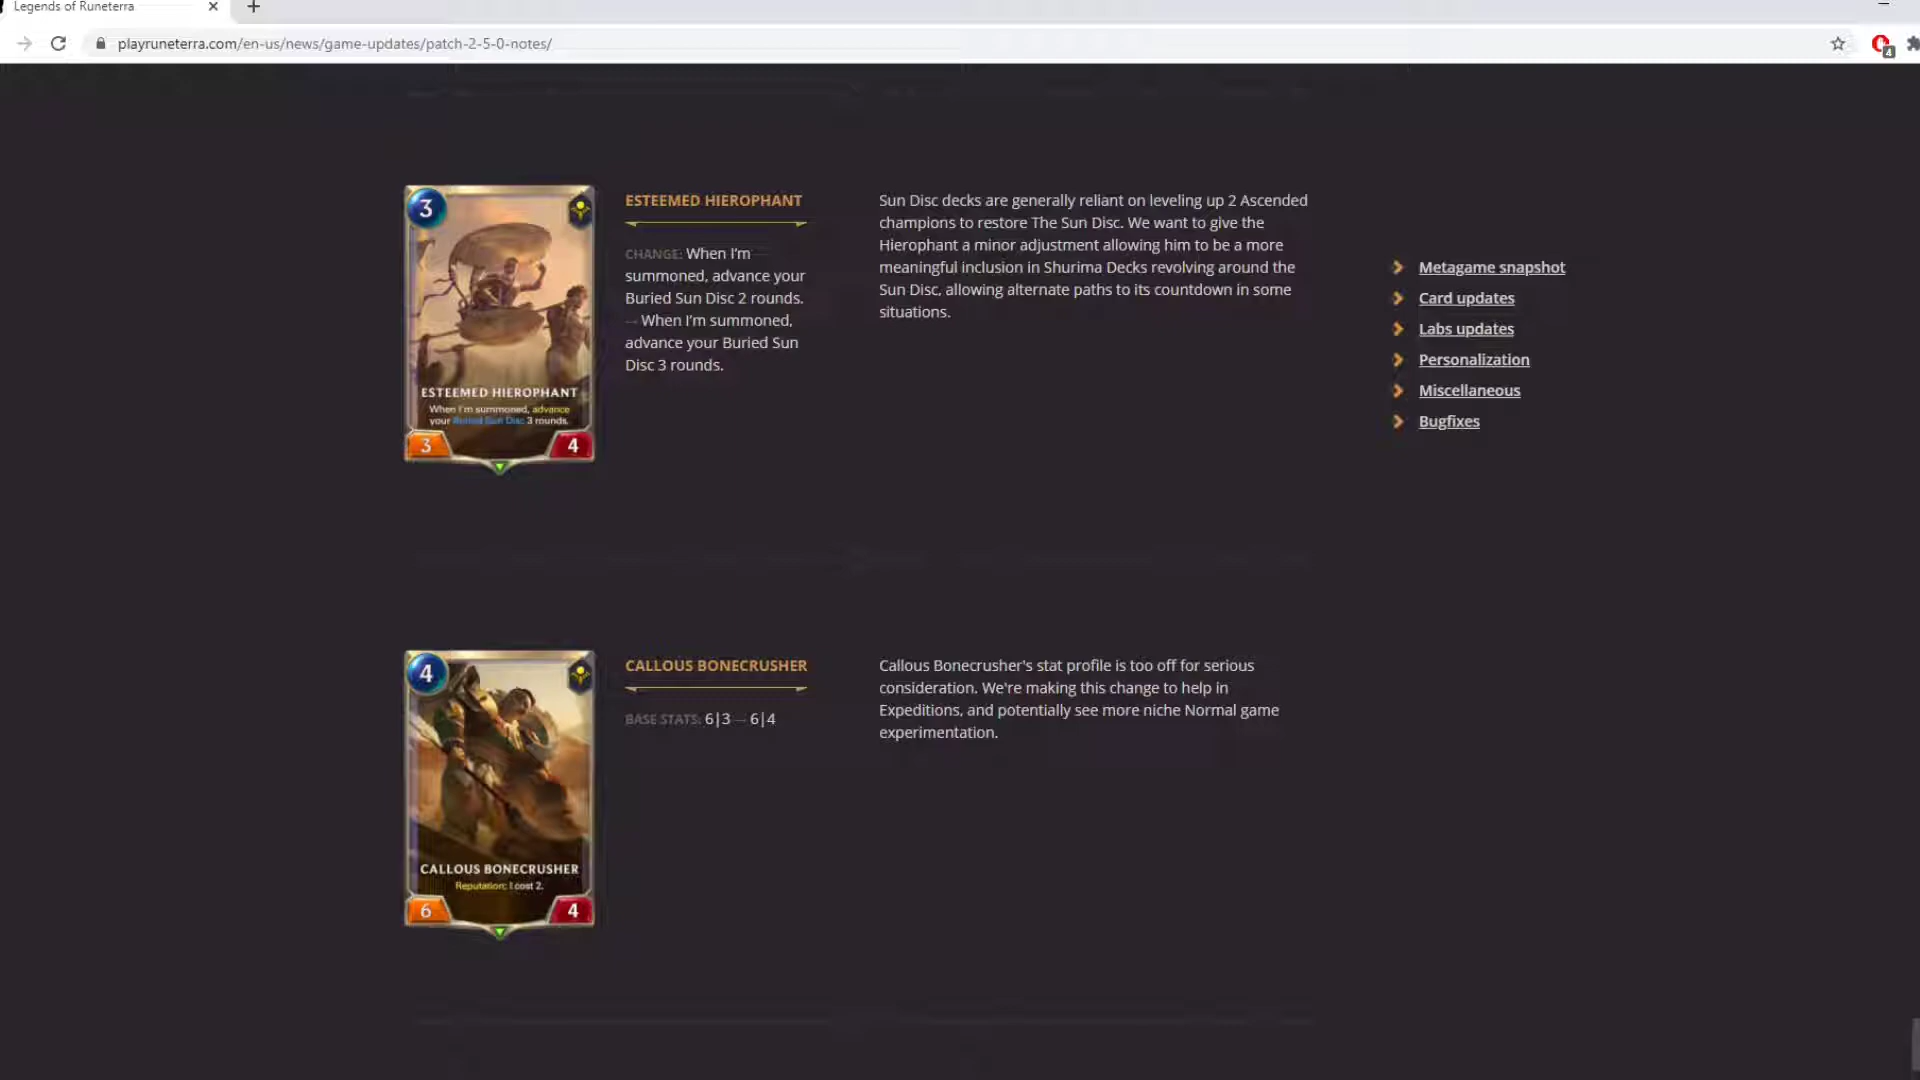 Legends of Runeterra
playruneterra.com/en-us/news/game-updates/patch-2-5-0-notes/
4
3
ESTEEMED HIEROPHANT
When I'm summoned, advance
your Buried Sun Disc 3 rounds.
3
4
ESTEEMED HIEROPHANT
CHANGE: When I'm
summoned, advance your
Buried Sun Disc 2 rounds.
— When I'm summoned,
advance your Buried Sun
Disc 3 rounds.
Sun Disc decks are generally reliant on leveling up 2 Ascended
champions to restore The Sun Disc. We want to give the
Hierophant a minor adjustment allowing him to be a more
meaningful inclusion in Shurima Decks revolving around the
Sun Disc, allowing alternate paths to its countdown in some
situations.
Metagame snapshot
Card updates
Labs updates
Personalization
Miscellaneous
Bugfixes
4
CALLOUS BONECRUSHER
Reputation: I cost 2.
6
4
CALLOUS BONECRUSHER
BASE STATS: 6|3 — 6|4
Callous Bonecrusher's stat profile is too off for serious
consideration. We're making this change to help in
Expeditions, and potentially see more niche Normal game
experimentation.